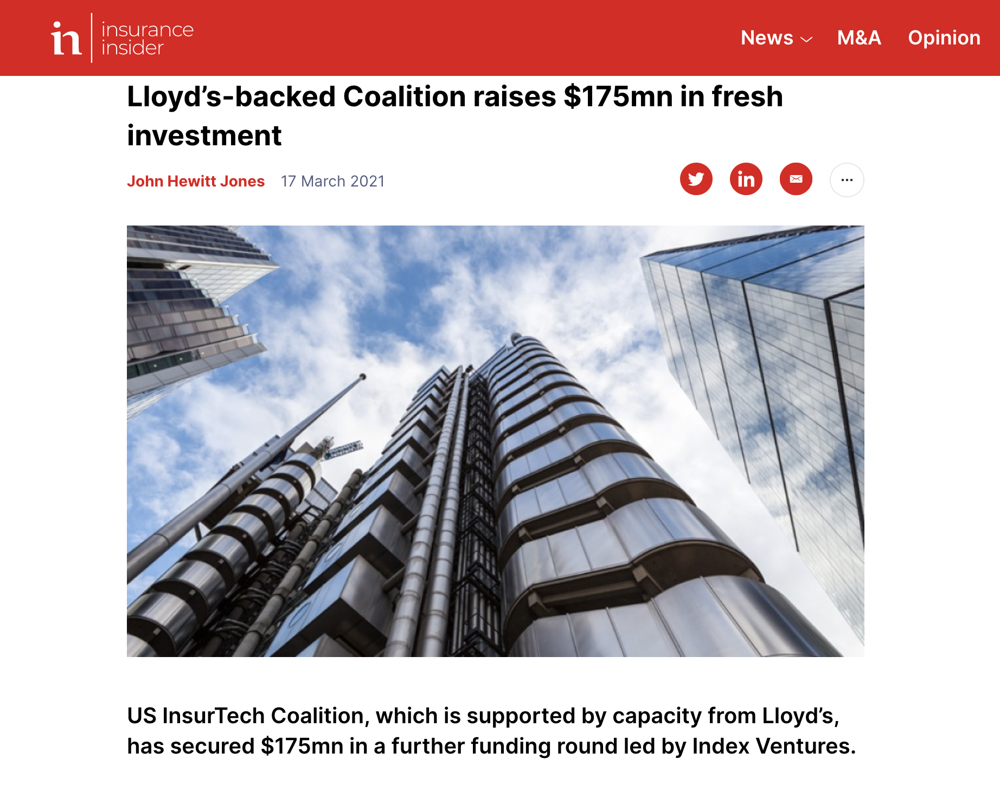 in
insurance
insider
News
M&A
Opinion
Lloyd’s-backed Coalition raises $175mn in fresh
investment
John Hewitt Jones
17 March 2021
in
US InsurTech Coalition, which is supported by capacity from Lloyd’s,
has secured $175mn in a further funding round led by Index Ventures.